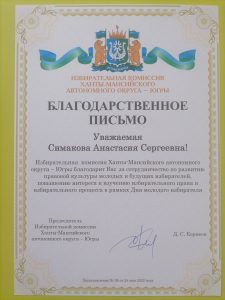 ИЗБИРАТЕЛЬНАЯ КОМИССИЯ
ХАНТЫ-МАНСИЙСКОГО
АВТОНОМНОГО ОКРУГА – ЮГРЫ
БЛАГОДАРСТВЕННОЕ
ПИСЬМО
Уважаемая
Симакова Анастасия Сергеевна!
Избирательная комиссия Ханты-Мансийского автономного
округа – Югры благодарит Вас за сотрудничество по развитию
правовой культуры молодых и будущих избирателей,
повышению интереса к изучению избирательного права и
избирательного процесса в рамках Дня молодого избирателя
Председатель
Избирательной комиссии
Ханты-Мансийского
автономного округа – Югры
Д. С. Корнеев
2022 года